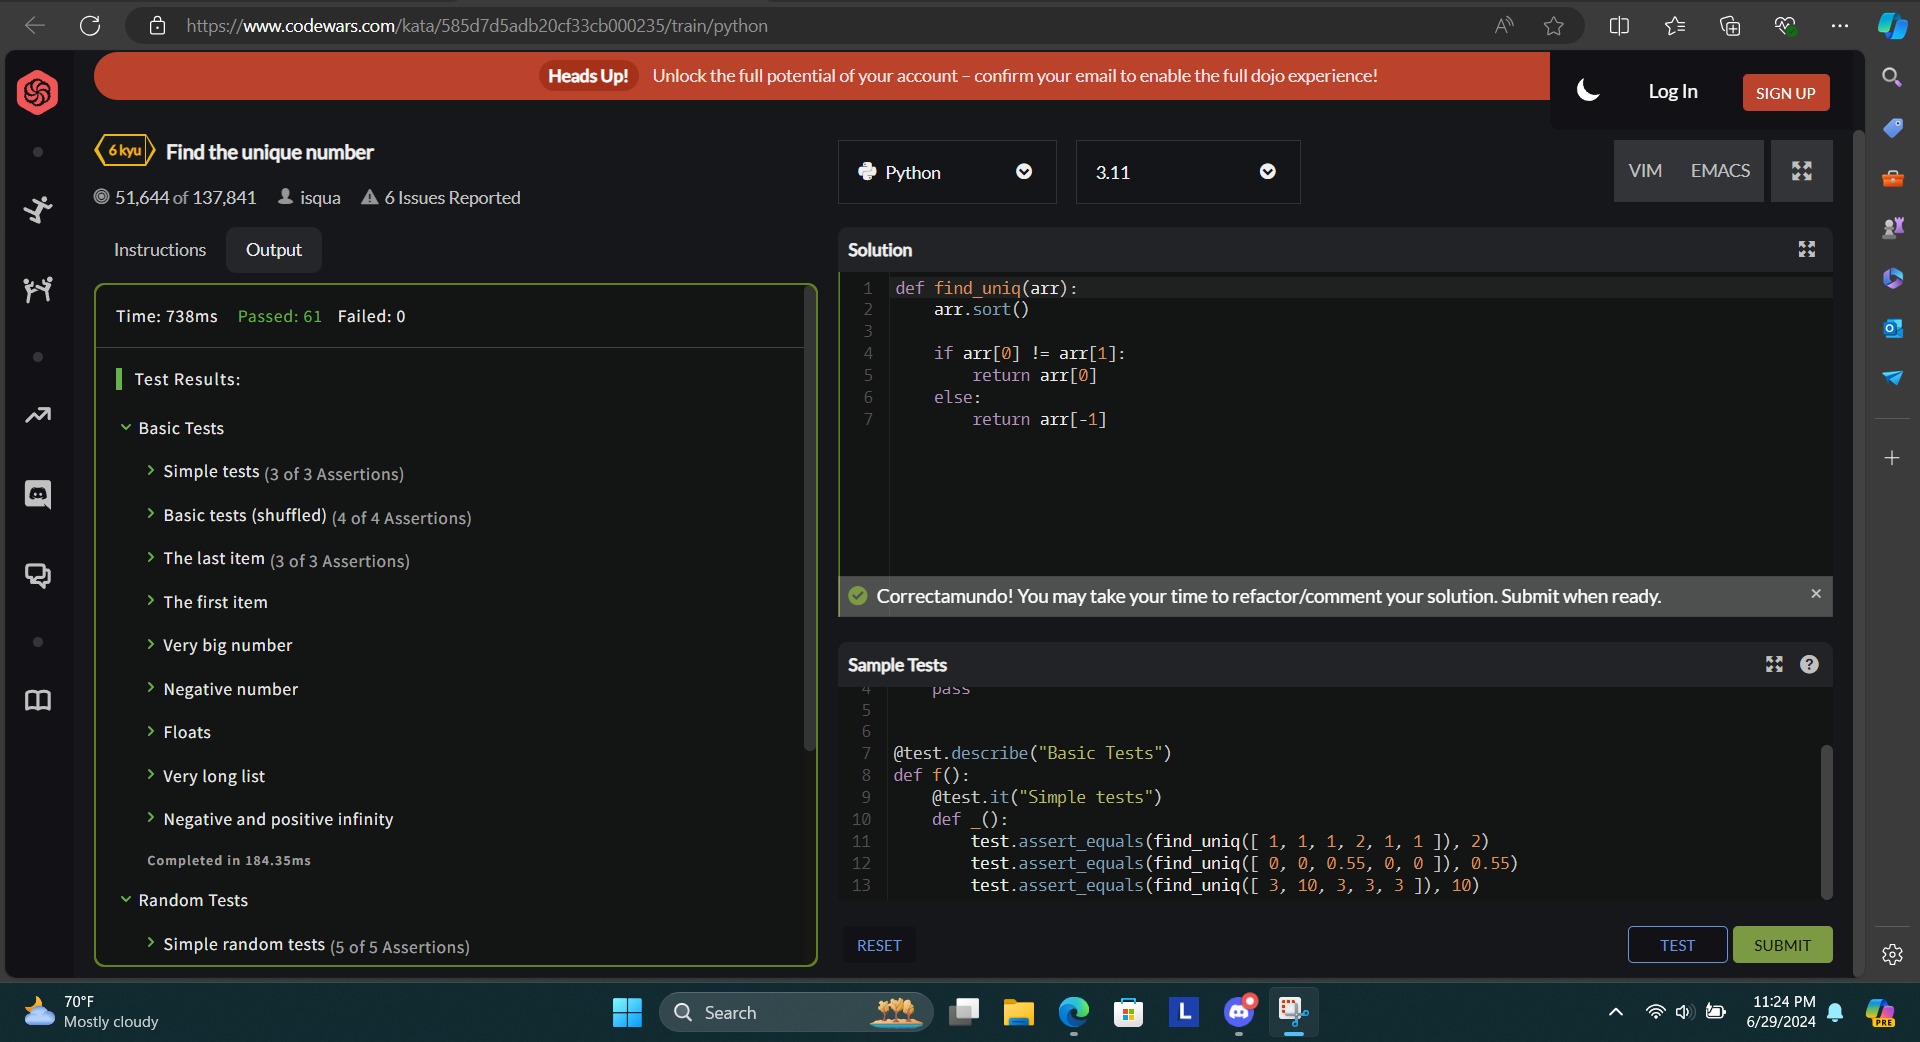 https://www.codewars.com/kata/585d7d5adb20cf33cb000235/train/python
Heads Up! Unlock the full potential of your account – confirm your email to enable the full dojo experience!
Log In
SIGN UP
6 kyu Find the unique number
51,644 of 137,841 isqua 6 Issues Reported
Python
3.11
VIM EMACS
Instructions Output
Time: 738ms Passed: 61 Failed: 0
Test Results:
Basic Tests
Simple tests (3 of 3 Assertions)
Basic tests (shuffled) (4 of 4 Assertions)
The last item (3 of 3 Assertions)
The first item
Very big number
Negative number
Floats
Very long list
Negative and positive infinity
Completed in 184.35ms
Random Tests
Simple random tests (5 of 5 Assertions)
Solution
1 def find_uniq(arr):
2     arr.sort()
3
4     if arr[0] != arr[1]:
5         return arr[0]
6     else:
7         return arr[-1]
Correctamundo! You may take your time to refactor/comment your solution. Submit when ready.
Sample Tests
4     pass
5
6
7 @test.describe("Basic Tests")
8 def f():
9     @test.it("Simple tests")
10     def _():
11         test.assert_equals(find_uniq([ 1, 1, 1, 2, 1, 1 ]), 2)
12         test.assert_equals(find_uniq([ 0, 0, 0.55, 0, 0 ]), 0.55)
13         test.assert_equals(find_uniq([ 3, 10, 3, 3, 3 ]), 10)
RESET
TEST
SUBMIT
70°F
Mostly cloudy
Search
L
11:24 PM
6/29/2024
PRE